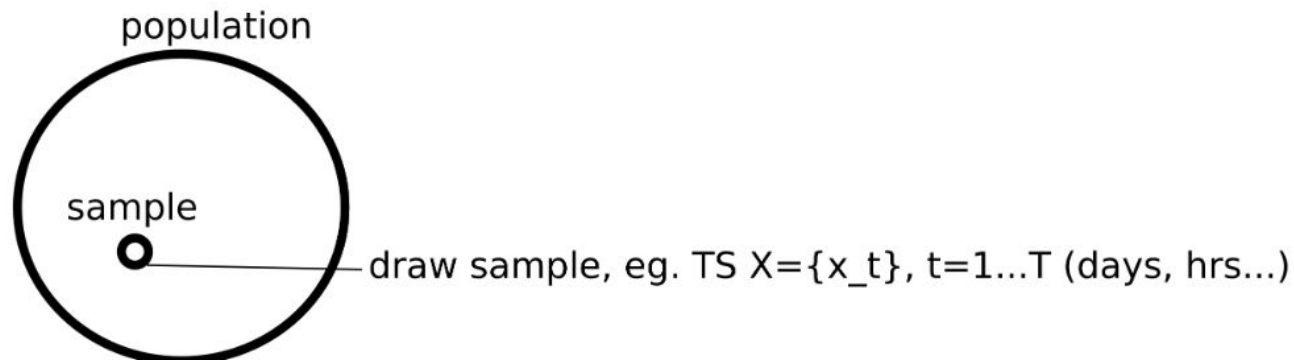 population
sample
draw sample, eg. TS X={x_t}, t=1...T (days, hrs...)